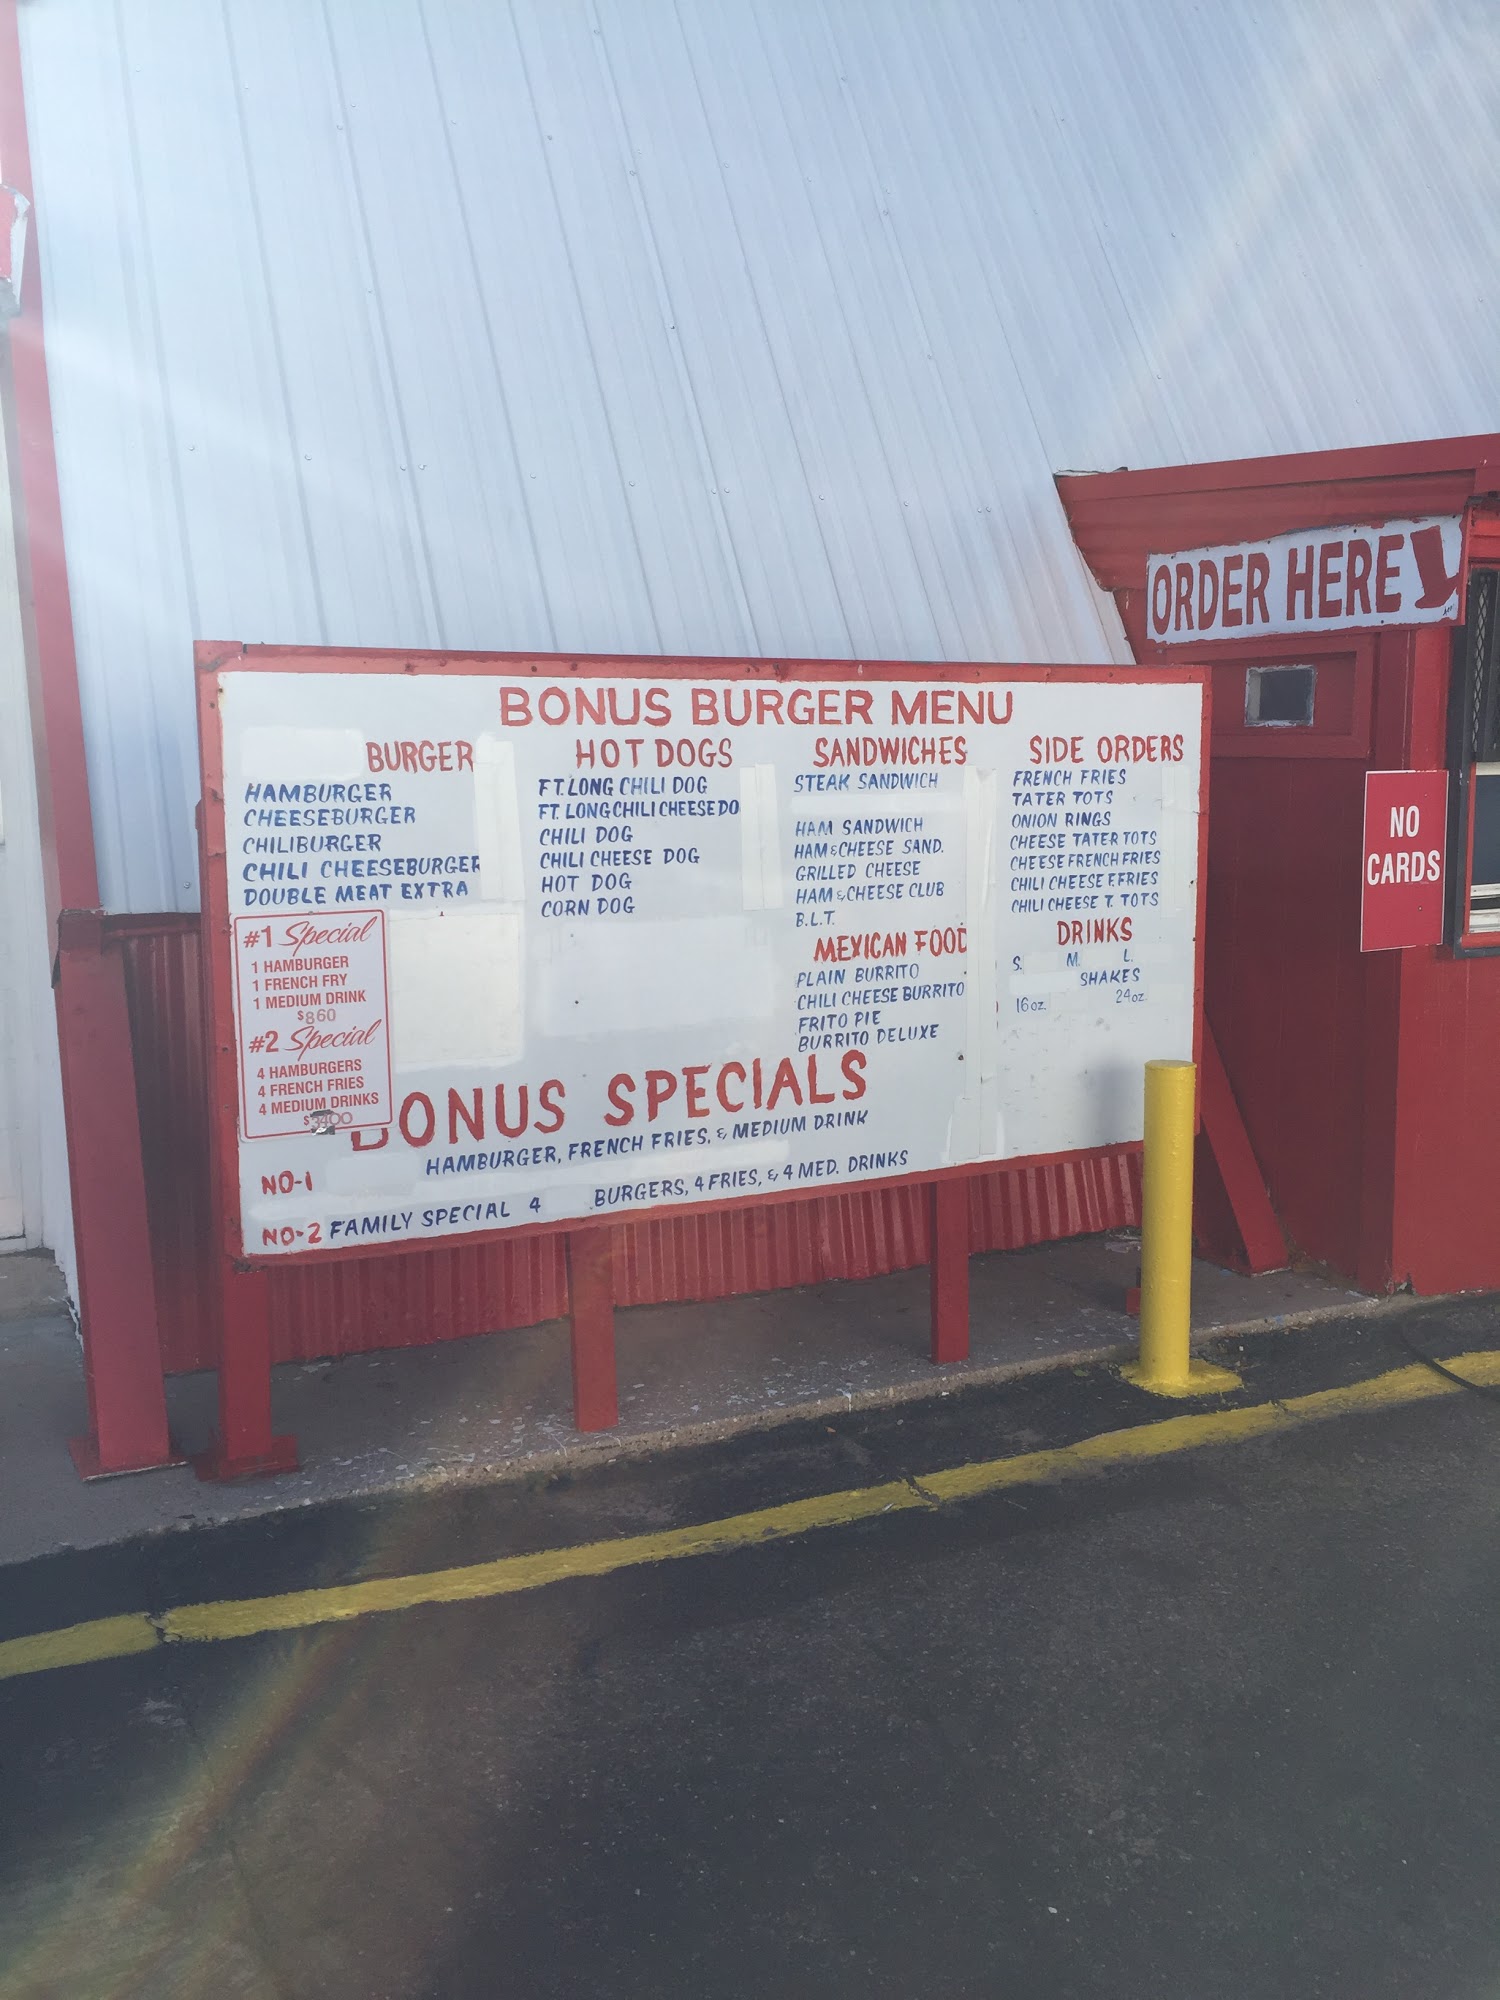 BONUS BURGER MENU
BURGER
HAMBURGER
CHEESEBURGER
CHILIBURGER
CHILI CHEESEBURGER
DOUBLE MEAT EXTRA
#1 Special
1 HAMBURGER
1 FRENCH FRY
1 MEDIUM DRINK
$860
#2 Special
4 HAMBURGERS
4 FRENCH FRIES
4 MEDIUM DRINKS
HOT DOGS
FT. LONG CHILI DOG
FT. LONG CHILI CHEESE DO
CHILI DOG
CHILI CHEESE DOG
HOT DOG
CORN DOG
SANDWICHES
STEAK SANDWICH
HAM SANDWICH
HAM & CHEESE SAND.
GRILLED CHEESE
HAM & CHEESE CLUB
B.L.T.
MEXICAN FOOD
PLAIN BURRITO
CHILI CHEESE BURRITO
FRITO PIE
BURRITO DELUXE
SIDE ORDERS
FRENCH FRIES
TATER TOTS
ONION RINGS
CHEESE TATER TOTS
CHEESE FRENCH FRIES
CHILI CHEESE F. FRIES
CHILI CHEESE T. TOTS
DRINKS
S. M. L.
SHAKES
16oz. 24oz.
BONUS SPECIALS
NO-1 HAMBURGER, FRENCH FRIES, & MEDIUM DRINK
NO-2 FAMILY SPECIAL 4 BURGERS, 4 FRIES, & 4 MED. DRINKS
ORDER HERE
NO
CARDS